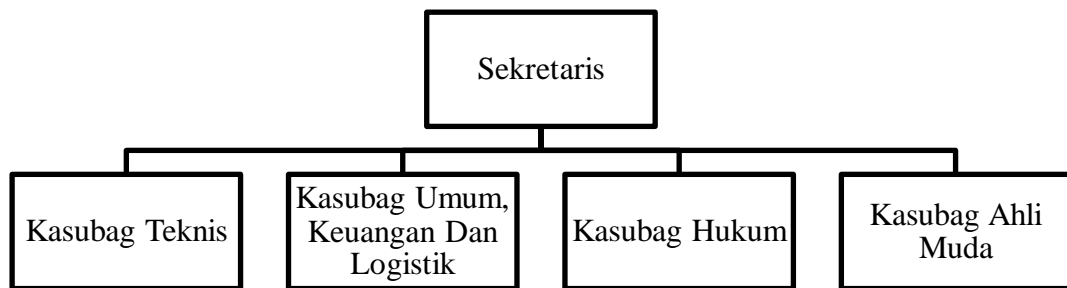 Sekretaris
Kasubag Teknis
Kasubag Umum,
Keuangan Dan
Logistik
Kasubag Hukum
Kasubag Ahli
Muda